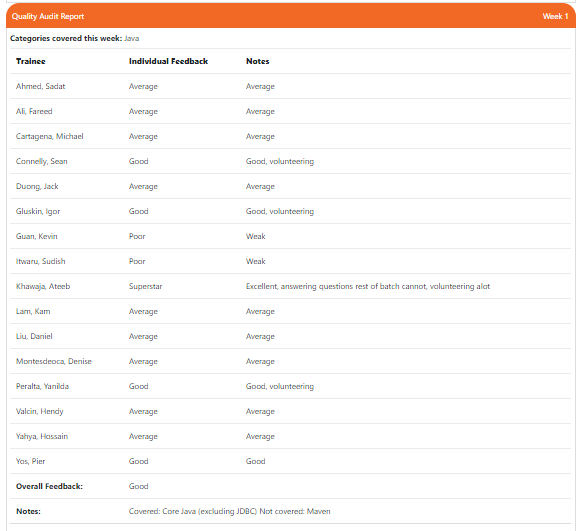 Quality Audit Report Week 1
Categories covered this week: Java
Trainee Individual Feedback Notes
Ahmed, Sadat Average Average
Ali, Fareed Average Average
Cartagena, Michael Average Average
Connelly, Sean Good Good, volunteering
Duong, Jack Average Average
Gluskin, Igor Good Good, volunteering
Guan, Kevin Poor Weak
Itwaru, Sudish Poor Weak
Khawaja, Ateeb Superstar Excellent, answering questions rest of batch cannot, volunteering alot
Lam, Kam Average Average
Liu, Daniel Average Average
Montesdeoca, Denise Average Average
Peralta, Yanilda Good Good, volunteering
Valcin, Hendy Average Average
Yahya, Hossain Average Average
Yos, Pier Good Good
Overall Feedback: Good
Notes: Covered: Core Java (excluding JDBC) Not covered: Maven